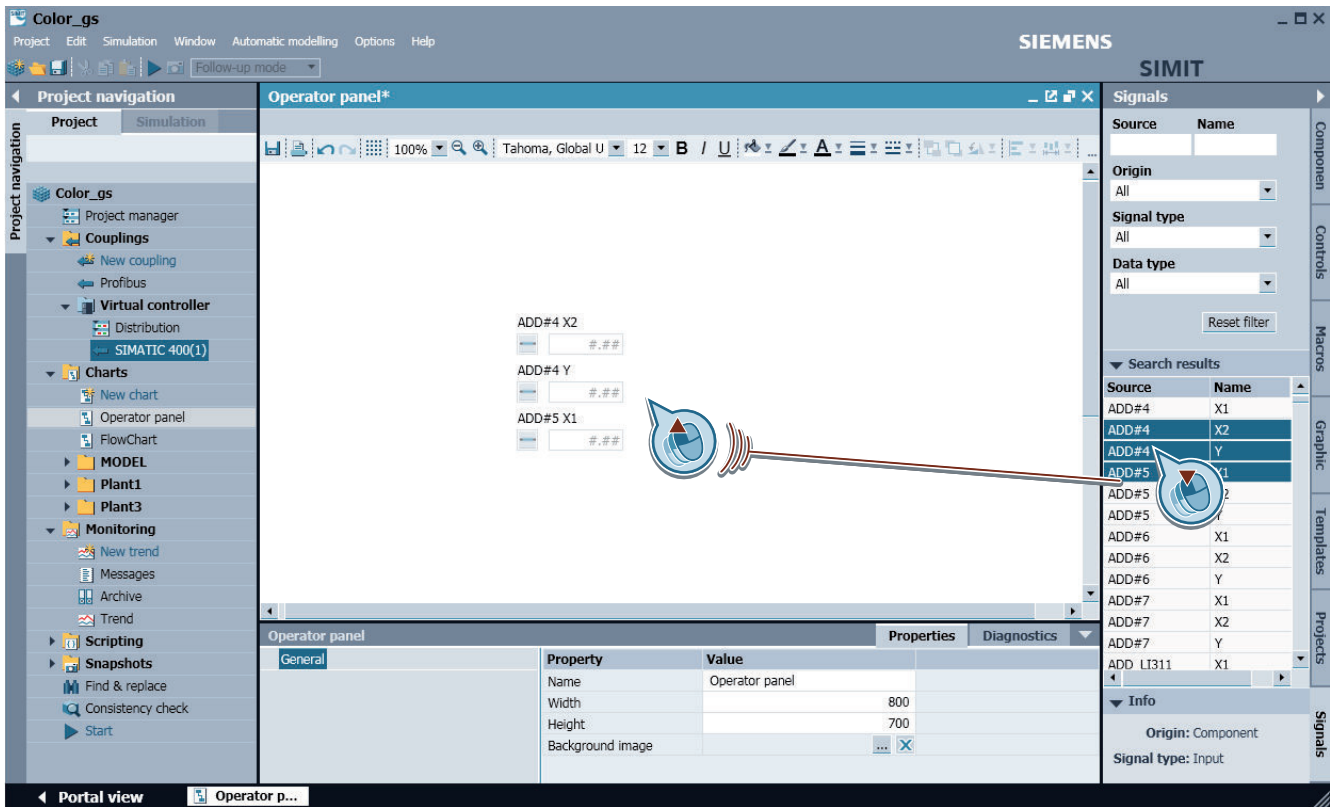 Color_gs
Project Edit Simulation Window Automatic modelling Options Help
SIEMENS
SIMIT
Follow-up mode
Project navigation
Project navigation
Project Simulation
Color_gs
Project manager
Couplings
New coupling
Profibus
Virtual controller
Distribution
SIMATIC 400(1)
Charts
New chart
Operator panel
FlowChart
MODEL
Plant1
Plant3
Monitoring
New trend
Messages
Archive
Trend
Scripting
Snapshots
Find & replace
Consistency check
Start
Operator panel*
100% Tahoma, Global U 12 B I U A
ADD#4 X2
#.##
ADD#4 Y
#.##
ADD#5 X1
#.##
Operator panel
Properties Diagnostics
General
Property Value
Name Operator panel
Width 800
Height 700
Background image ...
Signals
Source Name
Origin
All
Signal type
All
Data type
All
Reset filter
Search results
Source Name
ADD#4 X1
ADD#4 X2
ADD#4 Y
ADD#5 X1
ADD#5 2
ADD#5 Y
ADD#6 X1
ADD#6 X2
ADD#6 Y
ADD#7 X1
ADD#7 X2
ADD#7 Y
ADD_LI311 X1
Info
Origin: Component
Signal type: Input
Componen
Controls
Macros
Graphic
Templates
Projects
Signals
Portal view
Operator p...